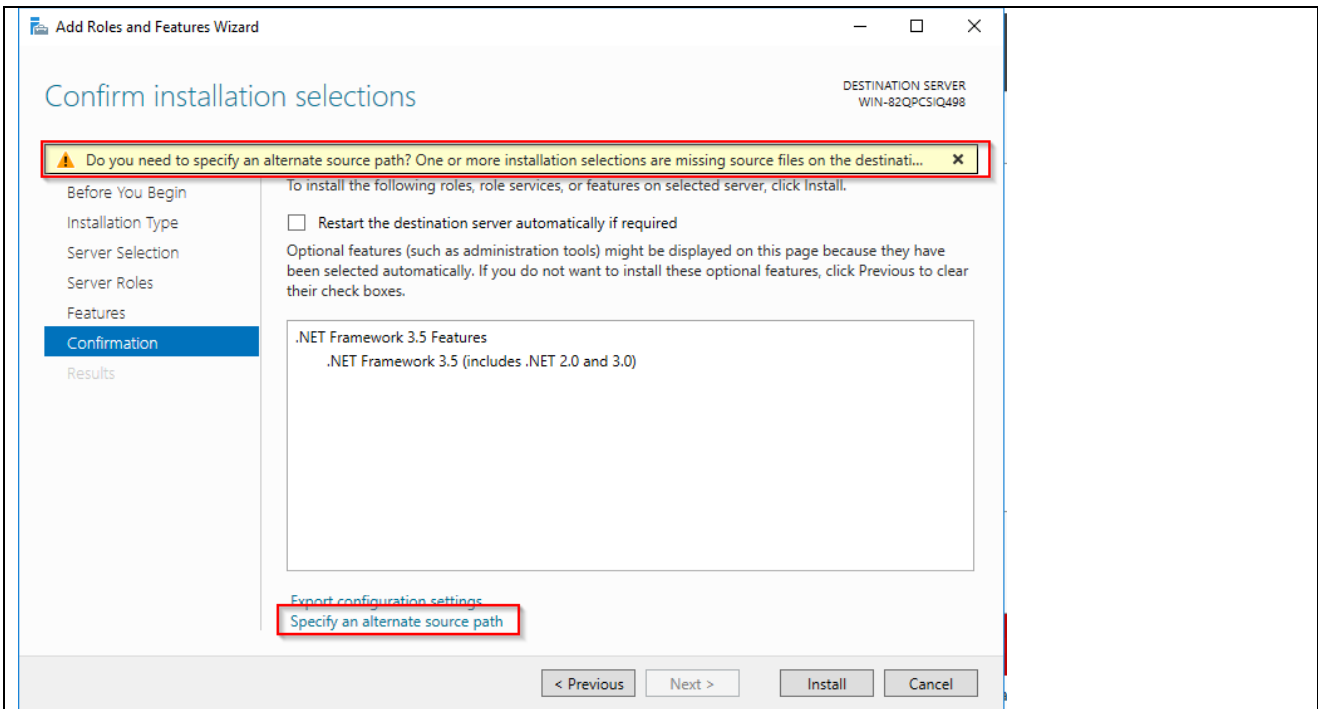 Add Roles and Features Wizard
Confirm installation selections
DESTINATION SERVER
WIN-82QPCSIQ498
Do you need to specify an alternate source path? One or more installation selections are missing source files on the destinati...
Before You Begin
Installation Type
Server Selection
Server Roles
Features
Confirmation
Results
To install the following roles, role services, or features on selected server, click Install.
Restart the destination server automatically if required
Optional features (such as administration tools) might be displayed on this page because they have
been selected automatically. If you do not want to install these optional features, click Previous to clear
their check boxes.
.NET Framework 3.5 Features
.NET Framework 3.5 (includes .NET 2.0 and 3.0)
Export configuration settings
Specify an alternate source path
< Previous
Next >
Install
Cancel